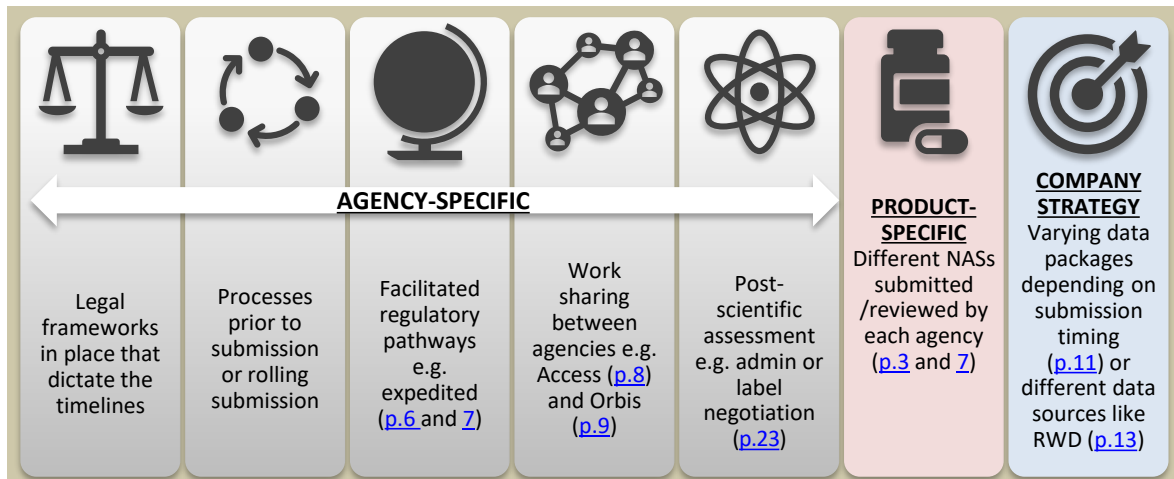 AGENCY-SPECIFIC
Legal
frameworks
in place that
dictate the
timelines
Processes
prior to
submission
or rolling
submission
Facilitated
regulatory
pathways
e.g.
expedited
(p.6 and 7)
Work
sharing
between
agencies e.g.
Access (p.8)
and Orbis
(p.9)
Post-
scientific
assessment
e.g. admin or
label
negotiation
(p.23)
PRODUCT-
SPECIFIC
Different NASs
submitted
/reviewed by
each agency
(p.3 and 7)
COMPANY
STRATEGY
Varying data
packages
depending on
submission
timing
(p.11) or
different data
sources like
RWD (p.13)